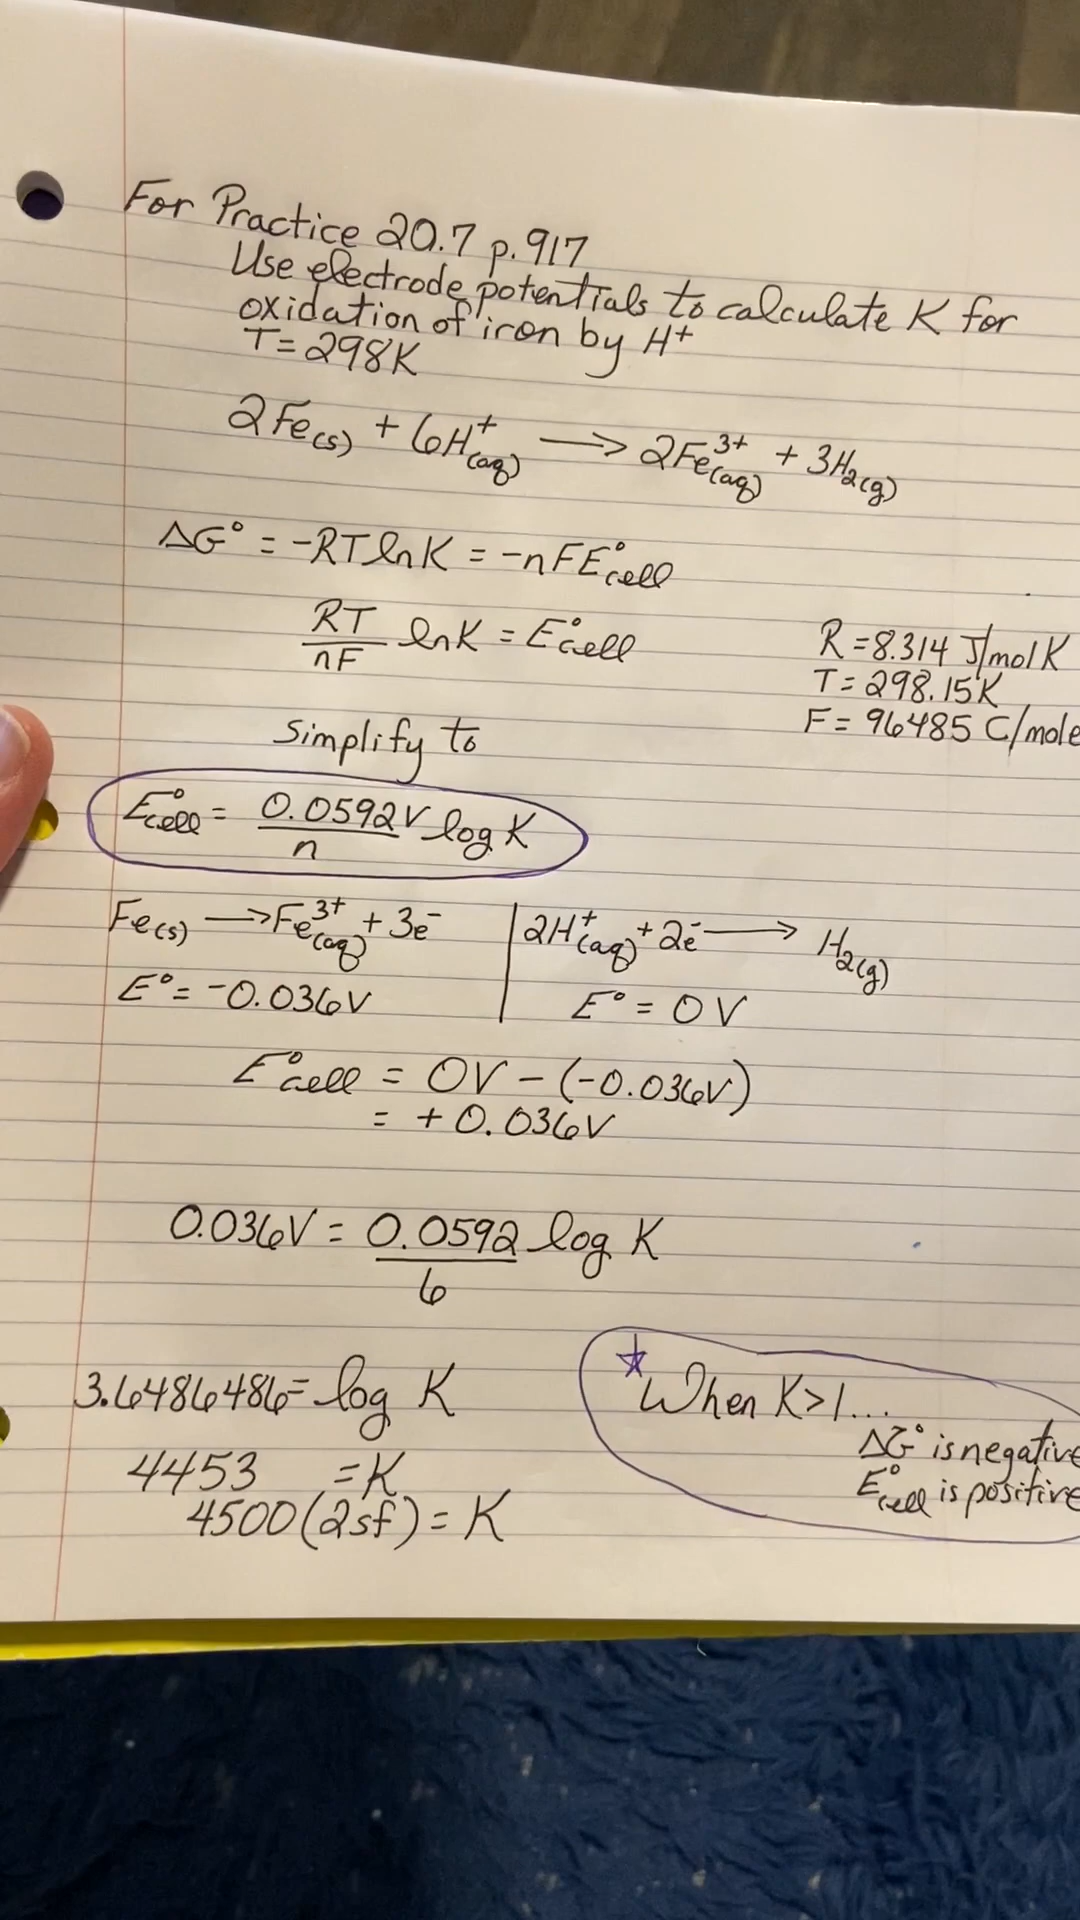 For Practice 20.7 p.917
Use electrode potentials to calculate K for
oxidation of iron by H⁺
T = 298K
2Fe(s) + 6H⁺(aq) → 2Fe³⁺(aq) + 3H₂(g)
ΔG° = -RT ln K = -nFE°cell
RT/nF ln K = E°cell
R = 8.314 J/mol K
T = 298.15K
F = 96485 C/mole
Simplify to
E°cell = 0.0592V/n log K
Fe(s) → Fe³⁺(aq) + 3e⁻ | 2H⁺(aq) + 2e⁻ → H₂(g)
E° = -0.036V | E° = 0V
E°cell = 0V - (-0.036V)
= +0.036V
0.036V = 0.0592/6 log K
3.6486486 = log K
4453 = K
4500 (2sf) = K
☆ When K>1...
ΔG° is negative
E°cell is positive